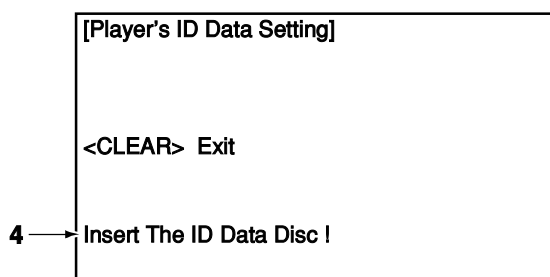 [Player's ID Data Setting]
<CLEAR> Exit
4 Insert The ID Data Disc !